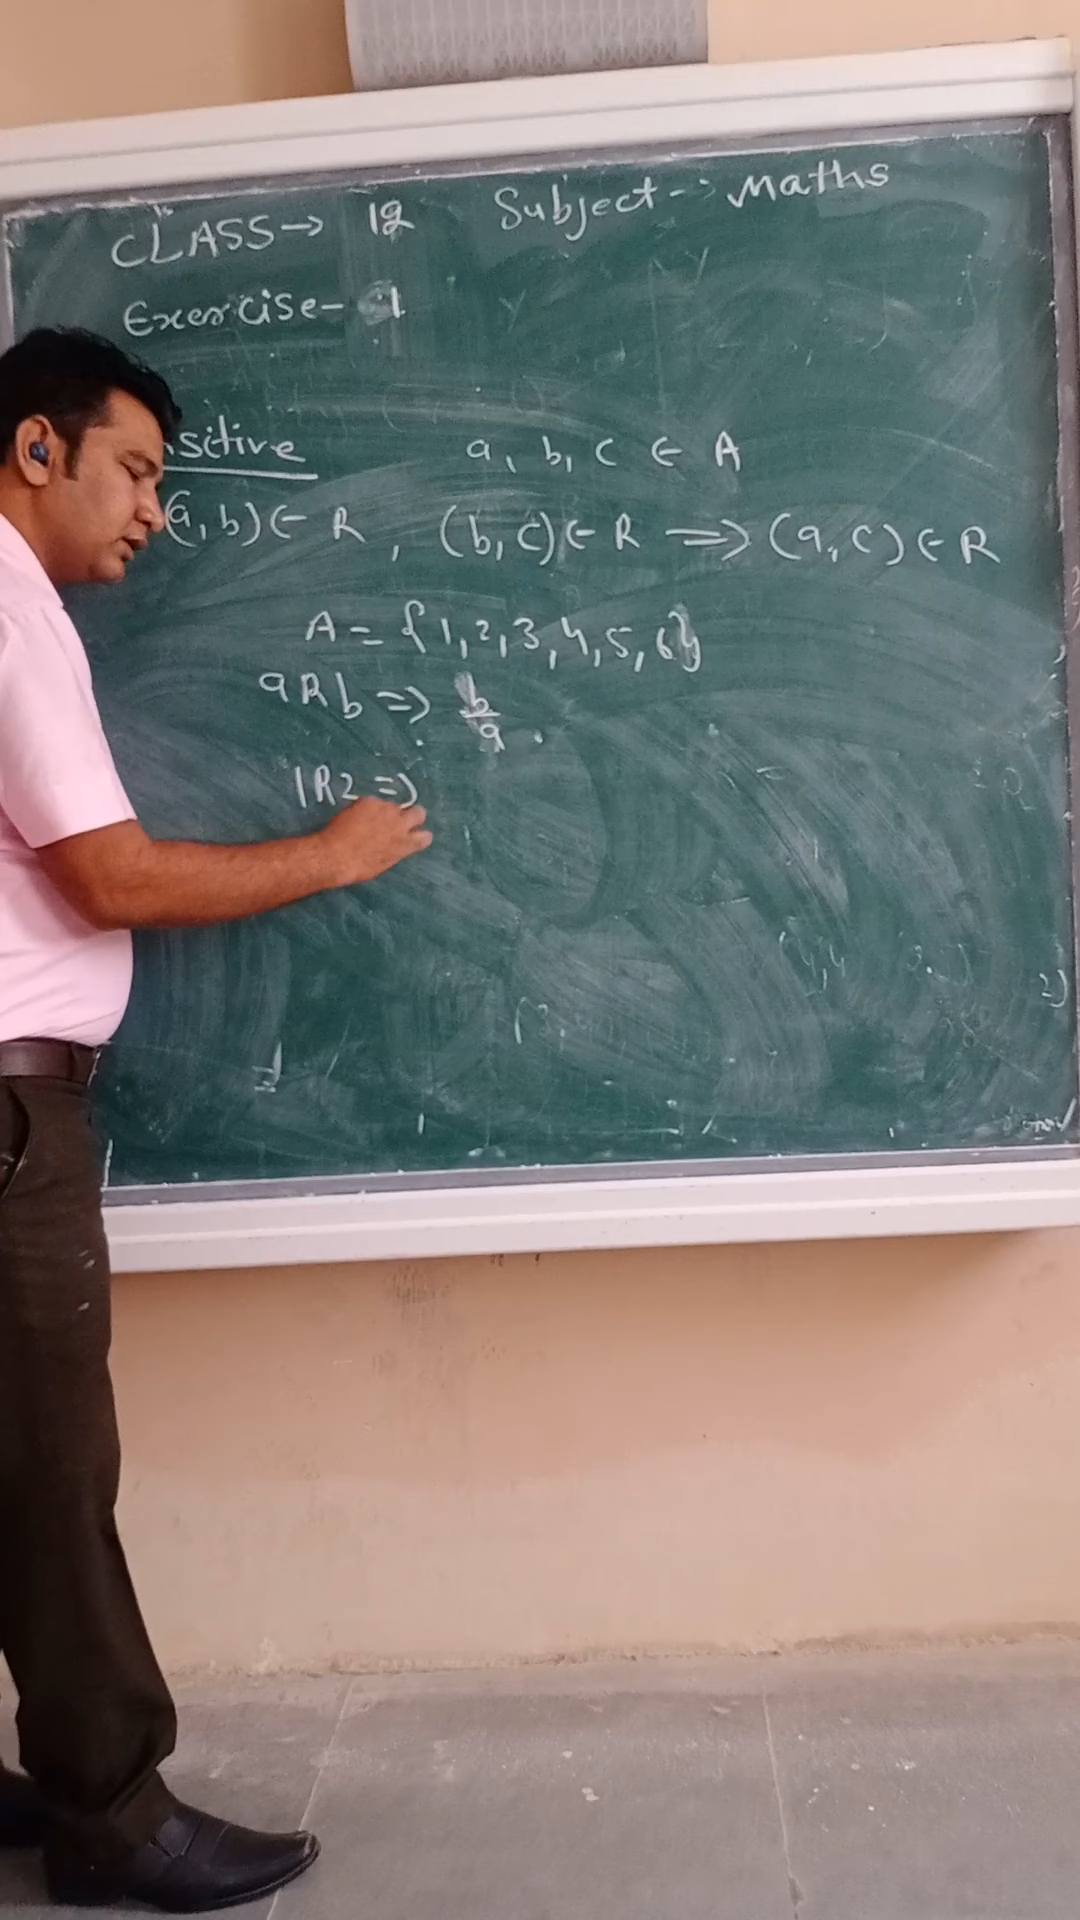 CLASS→ 12 Subject-: Maths
Exercise- 1
sitive a, b, c ∈ A
(a,b)∈ R , (b,c)∈ R ⇒ (a,c)∈ R
A = {1,2,3,4,5,6}
aRb ⇒ b/a .
1R2 ⇒